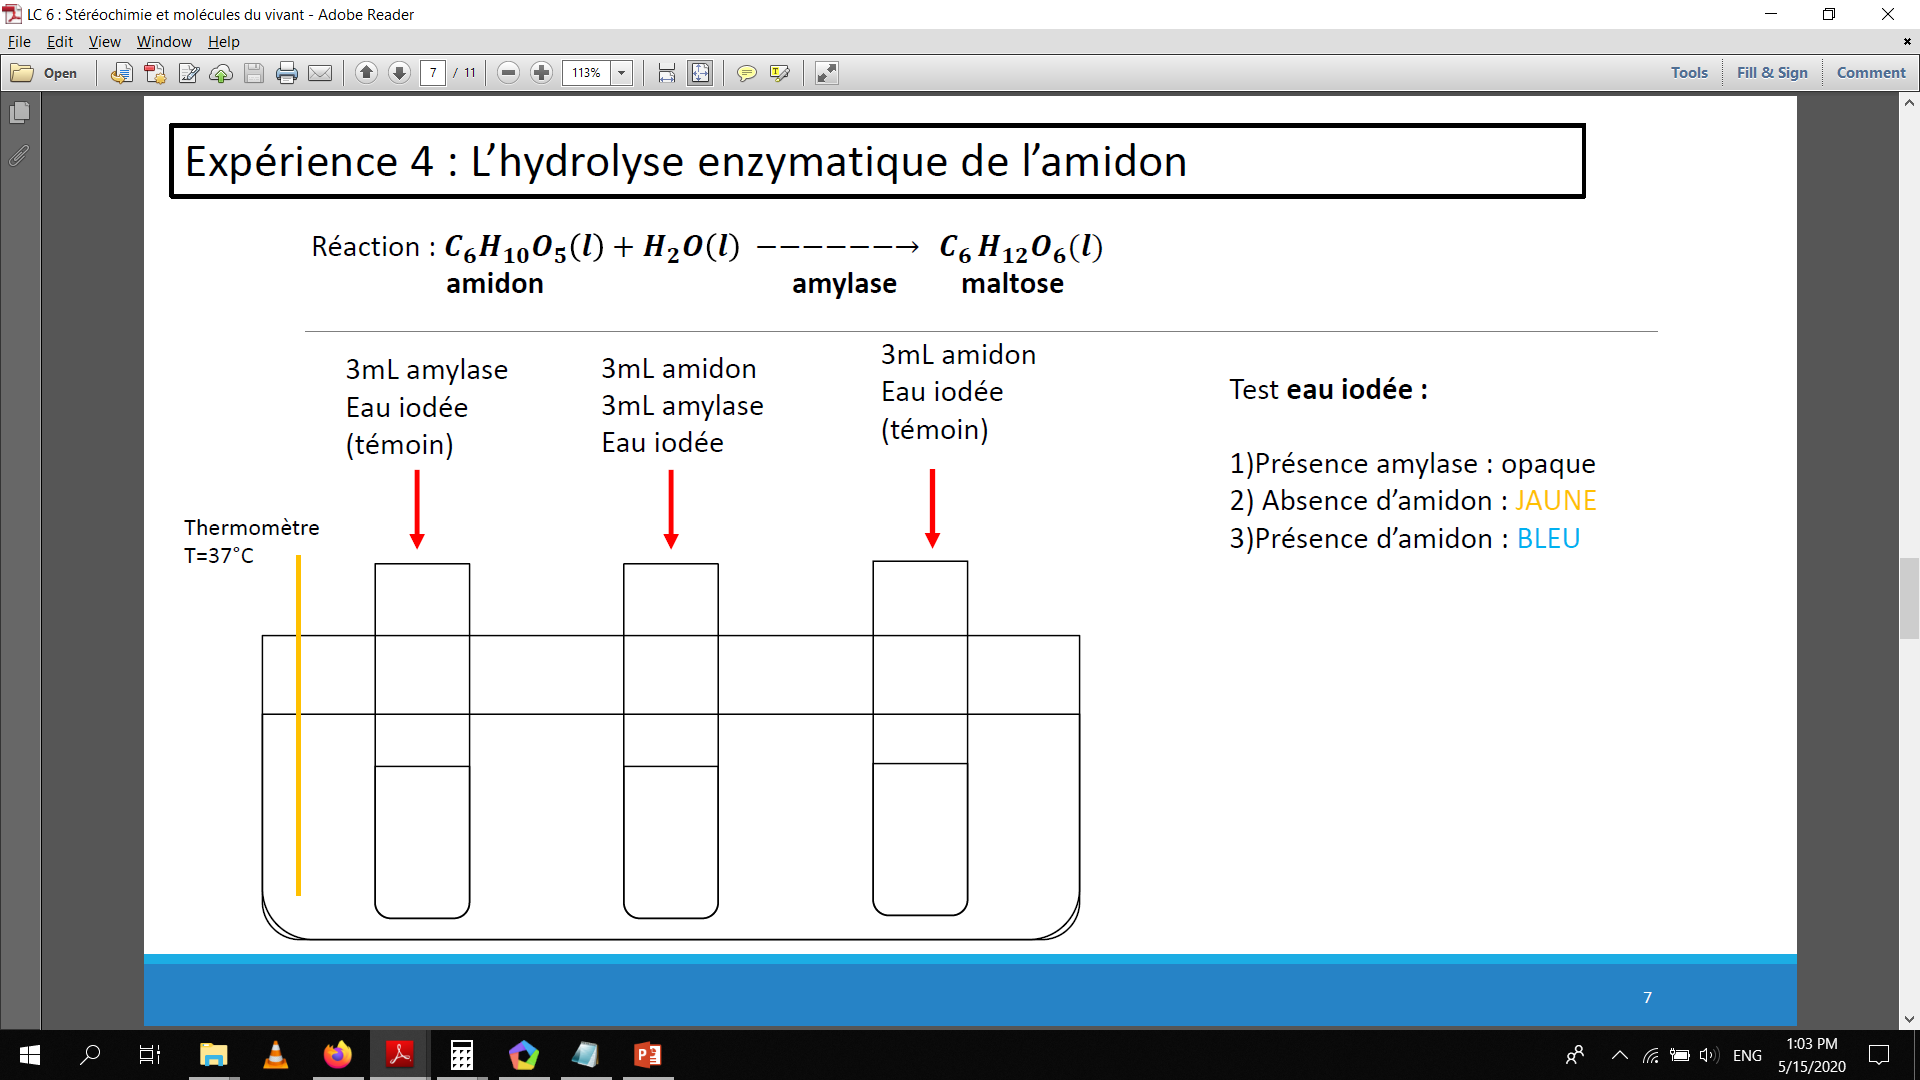 LC 6 : Stéréochimie et molécules du vivant - Adobe Reader
File Edit View Window Help
Open 7 / 11 113% Tools Fill & Sign Comment
Expérience 4 : L’hydrolyse enzymatique de l’amidon
Réaction : C₆H₁₀O₅(l) + H₂O(l) −−−−−−−→ C₆H₁₂O₆(l)
amidon amylase maltose
3mL amylase
Eau iodée
(témoin)
3mL amidon
3mL amylase
Eau iodée
3mL amidon
Eau iodée
(témoin)
Test eau iodée :
1)Présence amylase : opaque
2) Absence d’amidon : JAUNE
3)Présence d’amidon : BLEU
Thermomètre
T=37°C
7
ENG
1:03 PM
5/15/2020